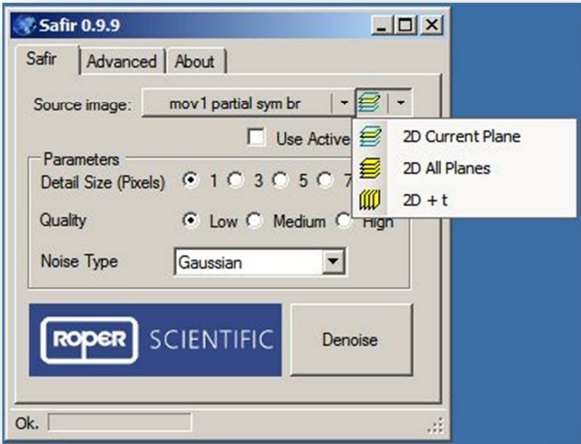 Safir 0.9.9
Safir Advanced About
Source image: mov1 partial sym br
Use Active
2D Current Plane
2D All Planes
2D + t
Parameters
Detail Size (Pixels) 1 3 5 7
Quality Low Medium High
Noise Type Gaussian
ROPER SCIENTIFIC Denoise
Ok.